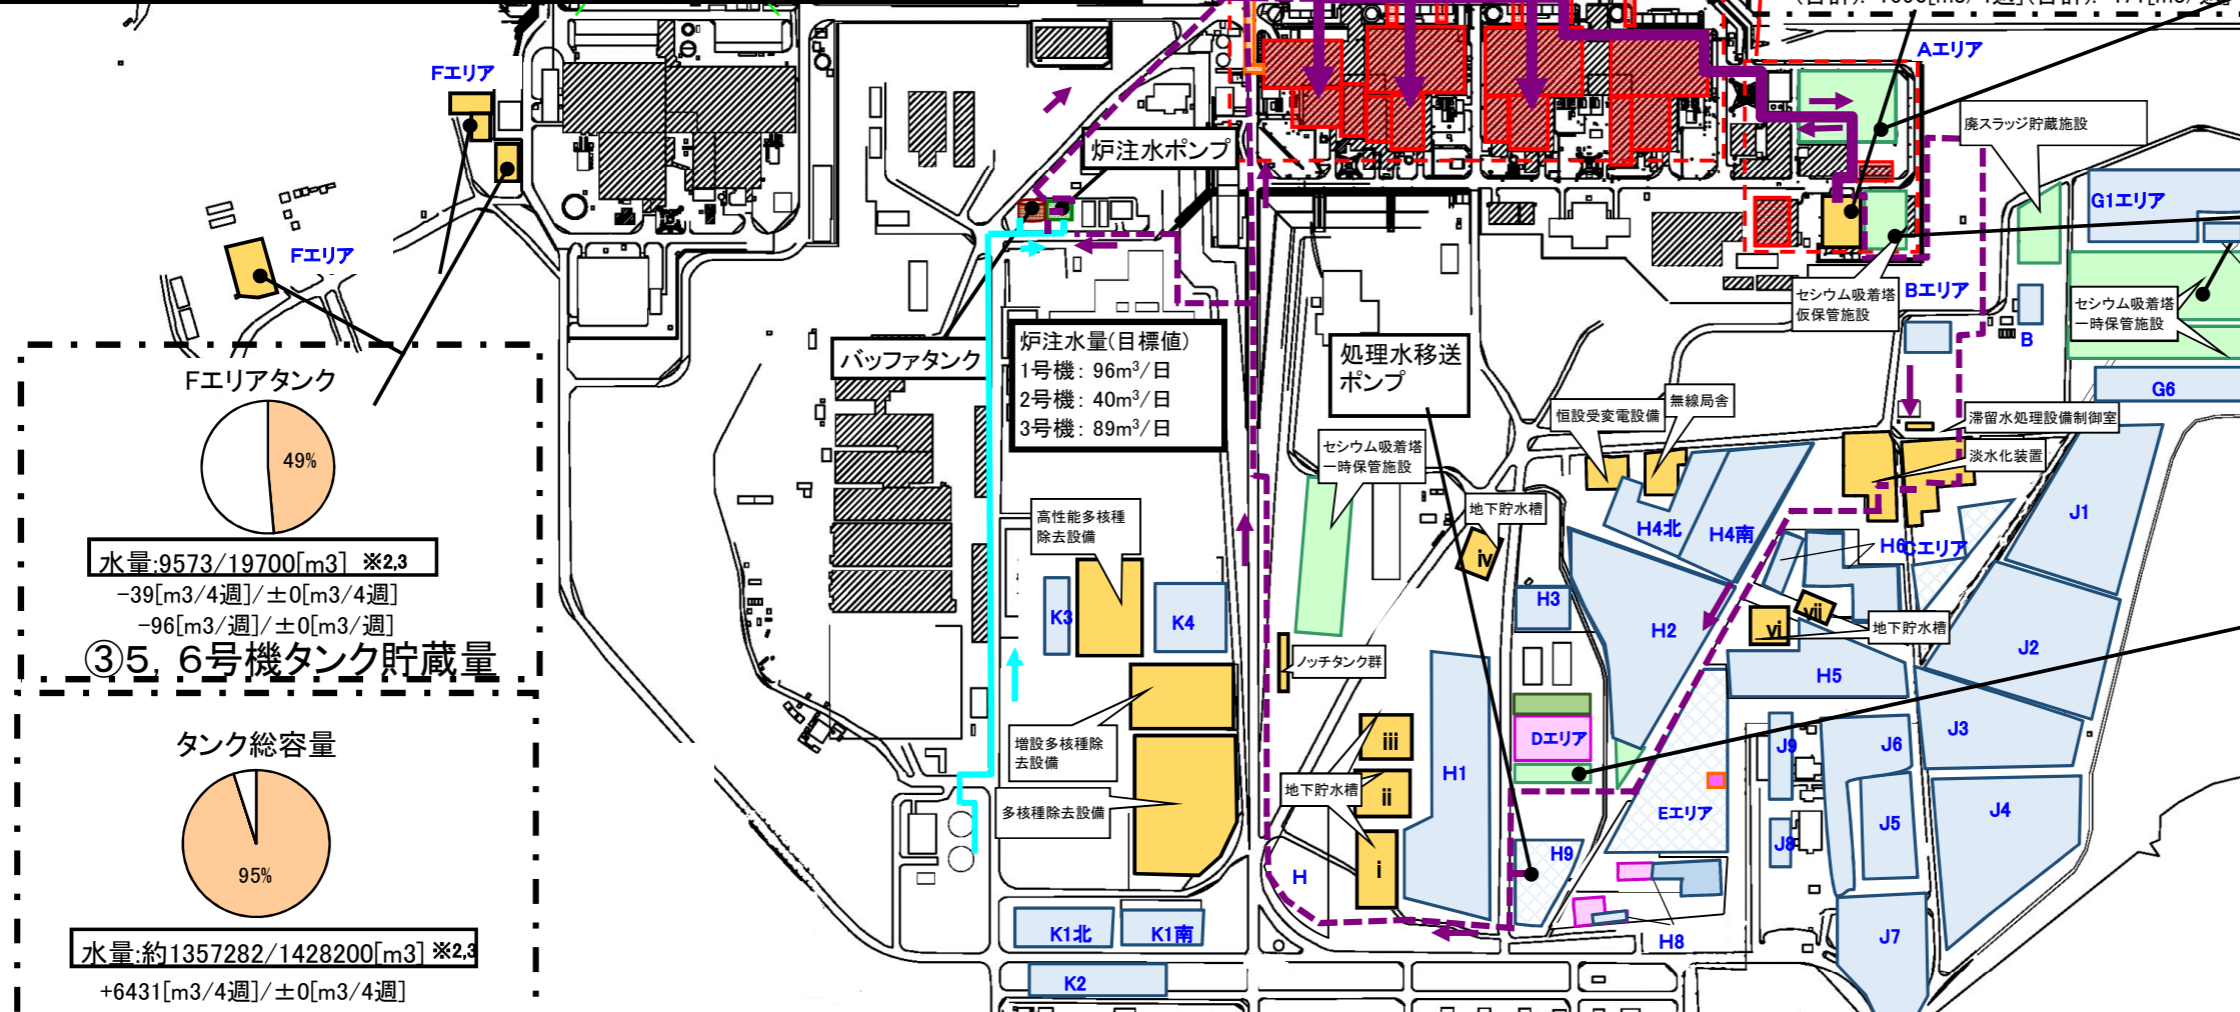 Aエリア
Fエリア
廃スラッジ貯蔵施設
炉注水ポンプ
G1エリア
Fエリア
セシウム吸着塔
仮保管施設
Bエリア
セシウム吸着塔
一時保管施設
B
Fエリアタンク
49%
水量:9573/19700[m3] ※2,3
-39[m3/4週]/±0[m3/4週]
-96[m3/週]/±0[m3/週]
③5, 6号機タンク貯蔵量
タンク総容量
95%
水量:約1357282/1428200[m3] ※2,3
+6431[m3/4週]/±0[m3/4週]
バッファタンク
炉注水量(目標値)
1号機: 96m³/日
2号機: 40m³/日
3号機: 89m³/日
処理水移送
ポンプ
G6
恒設受変電設備
無線局舎
滞留水処理設備制御室
淡水化装置
セシウム吸着塔
一時保管施設
地下貯水槽
iv
高性能多核種
除去設備
H4北
H4南
H6
Cエリア
J1
K3
K4
H3
H2
vi
vii
地下貯水槽
J2
ノッチタンク群
H5
増設多核種除
去設備
多核種除去設備
iii
ii
i
地下貯水槽
H1
Dエリア
Eエリア
J9
J6
J3
J8
J5
J4
H
H9
K1北
K1南
H8
J7
K2